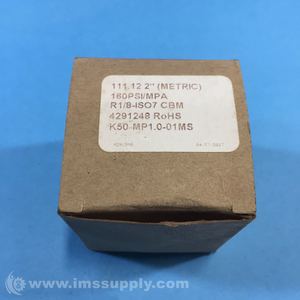 111.12 2" (METRIC)
160PSI/MPA
R1/8-ISO7 CBM
4291248 RoHS
K50-MP1.0-01MS
© www.imssupply.com